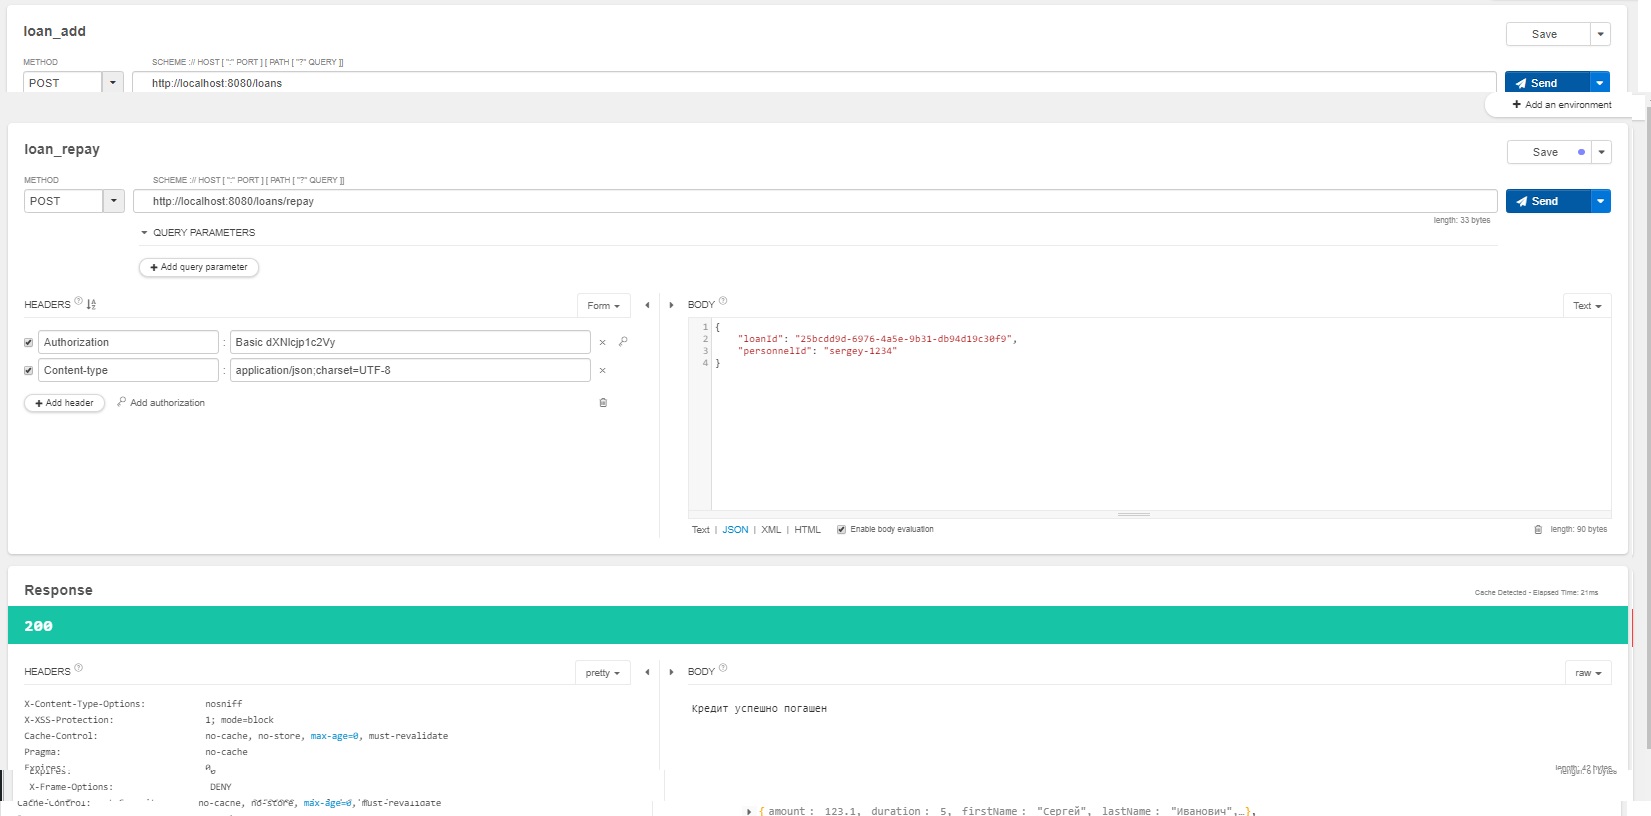 loan_add
Save
METHOD SCHEME :// HOST [ ":" PORT ] [ PATH [ "?" QUERY ]]
POST http://localhost:8080/loans Send
+ Add an environment
loan_repay
Save
METHOD SCHEME :// HOST [ ":" PORT ] [ PATH [ "?" QUERY ]]
POST http://localhost:8080/loans/repay Send
length: 33 bytes
QUERY PARAMETERS
+ Add query parameter
HEADERS Form BODY Text
Authorization : Basic dXNlcjp1c2Vy
Content-type : application/json;charset=UTF-8
+ Add header Add authorization
1 {
2 "loanId": "25bcdd9d-6976-4a5e-9b31-db94d19c30f9",
3 "personnelId": "sergey-1234"
4 }
Text | JSON | XML | HTML Enable body evaluation length: 90 bytes
Response
Cache Detected - Elapsed Time: 21ms
200
HEADERS pretty BODY raw
X-Content-Type-Options: nosniff
X-XSS-Protection: 1; mode=block
Cache-Control: no-cache, no-store, max-age=0, must-revalidate
Pragma: no-cache
Expires: 0
Кредит успешно погашен
length: 42 bytes
Expires:
length: 61 bytes
X-Frame-Options: DENY
Cache-Control: no-cache, no-store, max-age=0, must-revalidate
{ amount : 123.1, duration : 5, firstName : "Сергей", lastName : "Иванович",…},